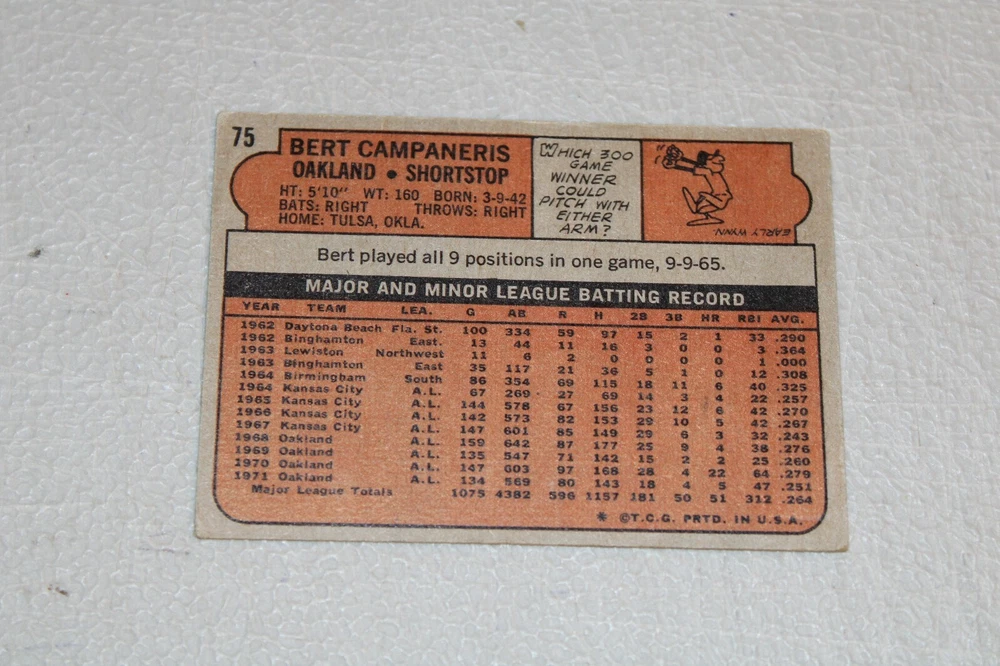 75
BERT CAMPANERIS
OAKLAND • SHORTSTOP
HT: 5'10" WT: 160 BORN: 3-9-42
BATS: RIGHT THROWS: RIGHT
HOME: TULSA, OKLA.
WHICH 300
GAME
WINNER
COULD
PITCH WITH
EITHER
ARM?
EARLY WYNN
Bert played all 9 positions in one game, 9-9-65.
MAJOR AND MINOR LEAGUE BATTING RECORD
YEAR TEAM LEA. G AB R H 2B 3B HR RBI AVG.
1962 Daytona Beach Fla. St. 100 334 59 97 15 2 1 33 .290
1962 Binghamton East. 13 44 11 16 3 0 0 3 .364
1963 Lewiston Northwest 11 6 2 0 0 0 0 1 .000
1963 Binghamton East 35 117 21 36 5 1 0 12 .308
1964 Birmingham South 86 354 69 115 18 11 6 40 .325
1964 Kansas City A.L. 67 269 27 69 14 3 4 22 .257
1965 Kansas City A.L. 144 578 67 156 23 12 6 42 .270
1966 Kansas City A.L. 142 573 82 153 29 10 5 42 .267
1967 Kansas City A.L. 147 601 85 149 29 6 3 32 .243
1968 Oakland A.L. 159 642 87 177 25 9 4 38 .276
1969 Oakland A.L. 135 547 71 142 15 2 2 25 .260
1970 Oakland A.L. 147 603 97 168 28 4 22 64 .279
1971 Oakland A.L. 134 569 80 143 18 4 5 47 .251
Major League Totals 1075 4382 596 1157 181 50 51 312 .264
* ©T.C.G. PRTD. IN U.S.A.